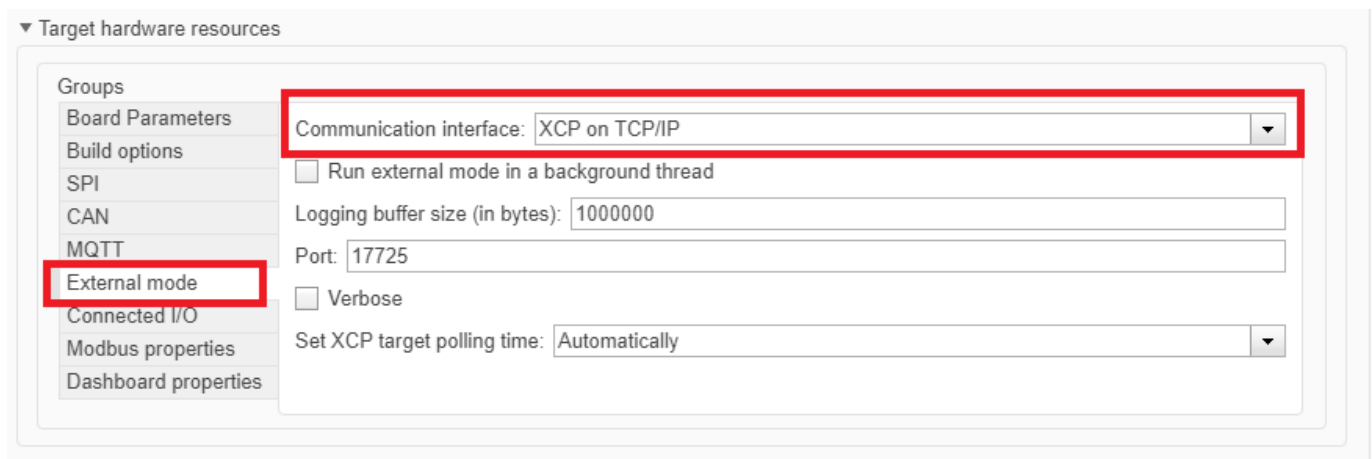 Target hardware resources
Groups
Board Parameters
Build options
SPI
CAN
MQTT
External mode
Connected I/O
Modbus properties
Dashboard properties
Communication interface: XCP on TCP/IP
Run external mode in a background thread
Logging buffer size (in bytes): 1000000
Port: 17725
Verbose
Set XCP target polling time: Automatically